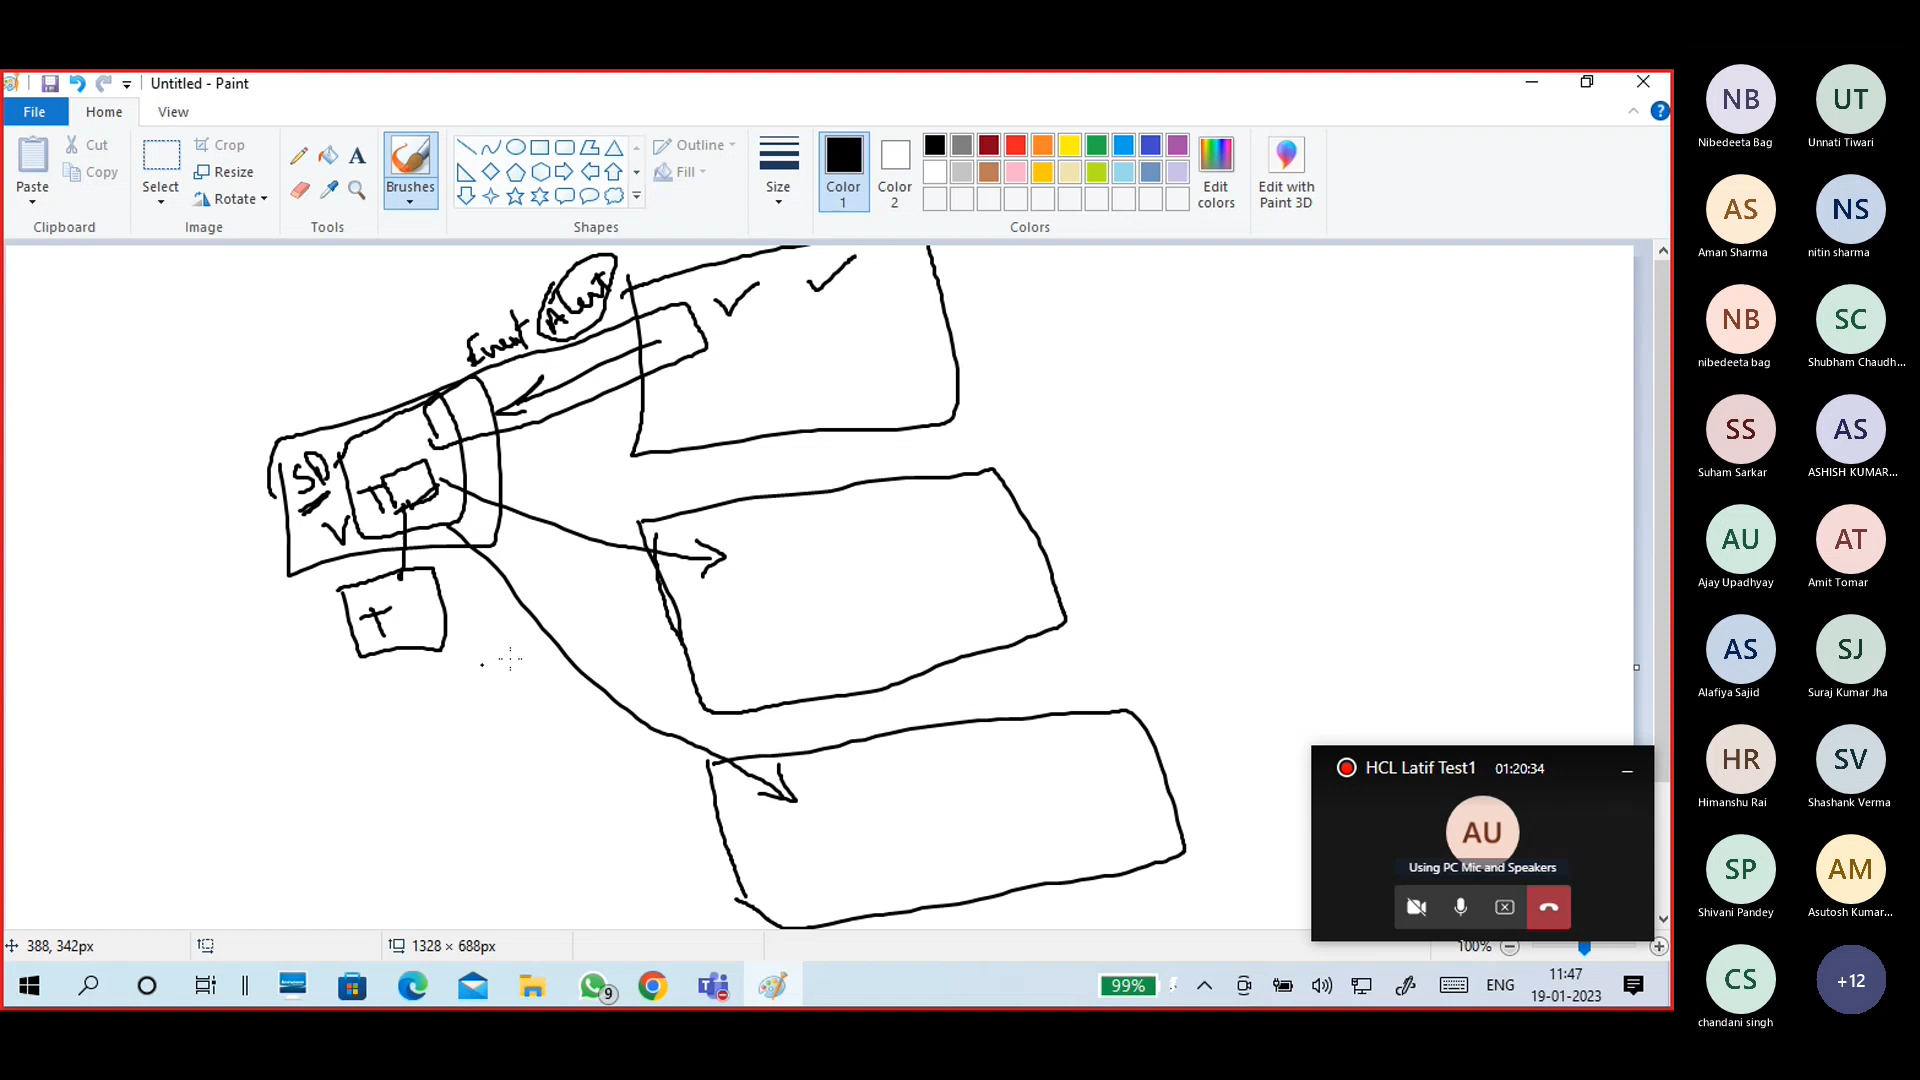 Untitled - Paint
File
Home
View
Paste
Cut
Copy
Clipboard
Select
Crop
Resize
Rotate
Image
A
Tools
Brushes
Shapes
Outline
Fill
Size
Color 1
Color 2
Edit colors
Colors
Edit with Paint 3D
Event
Alert
SD
T
HCL Latif Test1
01:20:34
AU
Using PC Mic and Speakers
388, 342px
1328 × 688px
100%
9
99%
ENG
11:47
19-01-2023
NB
Nibedeeta Bag
UT
Unnati Tiwari
AS
Aman Sharma
NS
nitin sharma
NB
nibedeeta bag
SC
Shubham Chaudh...
SS
Suham Sarkar
AS
ASHISH KUMAR...
AU
Ajay Upadhyay
AT
Amit Tomar
AS
Alafiya Sajid
SJ
Suraj Kumar Jha
HR
Himanshu Rai
SV
Shashank Verma
SP
Shivani Pandey
AM
Asutosh Kumar...
CS
chandani singh
+12